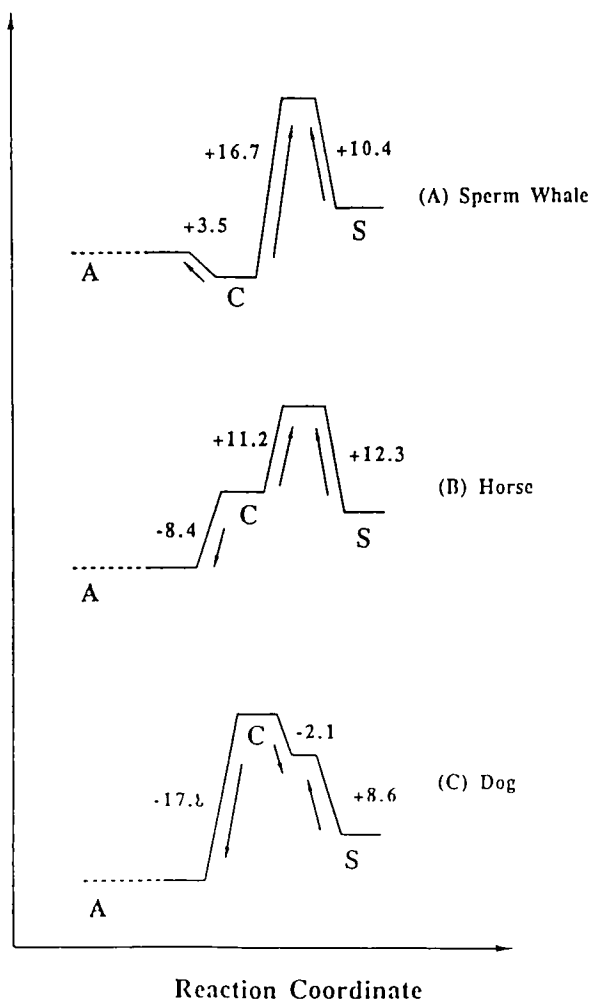 +16.7
+10.4
(A) Sperm Whale
+3.5
S
A
C
+11.2
+12.3
(B) Horse
C
-8.4
S
A
C
-2.1
(C) Dog
+8.6
S
A
Reaction Coordinate